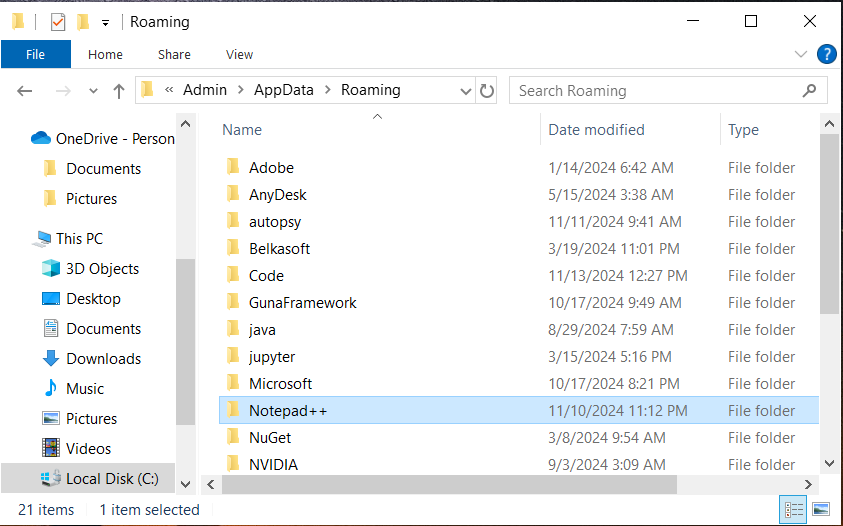 Roaming
File Home Share View ?
« Admin > AppData > Roaming Search Roaming
Name Date modified Type
OneDrive - Person
Documents
Pictures
This PC
3D Objects
Desktop
Documents
Downloads
Music
Pictures
Videos
Local Disk (C:)
Adobe 1/14/2024 6:42 AM File folder
AnyDesk 5/15/2024 3:38 AM File folder
autopsy 11/11/2024 9:41 AM File folder
Belkasoft 3/19/2024 11:01 PM File folder
Code 11/13/2024 12:27 PM File folder
GunaFramework 10/17/2024 9:49 AM File folder
java 8/29/2024 7:59 AM File folder
jupyter 3/15/2024 5:16 PM File folder
Microsoft 10/17/2024 8:21 PM File folder
Notepad++ 11/10/2024 11:12 PM File folder
NuGet 3/8/2024 9:54 AM File folder
NVIDIA 9/3/2024 3:09 AM File folder
21 items 1 item selected